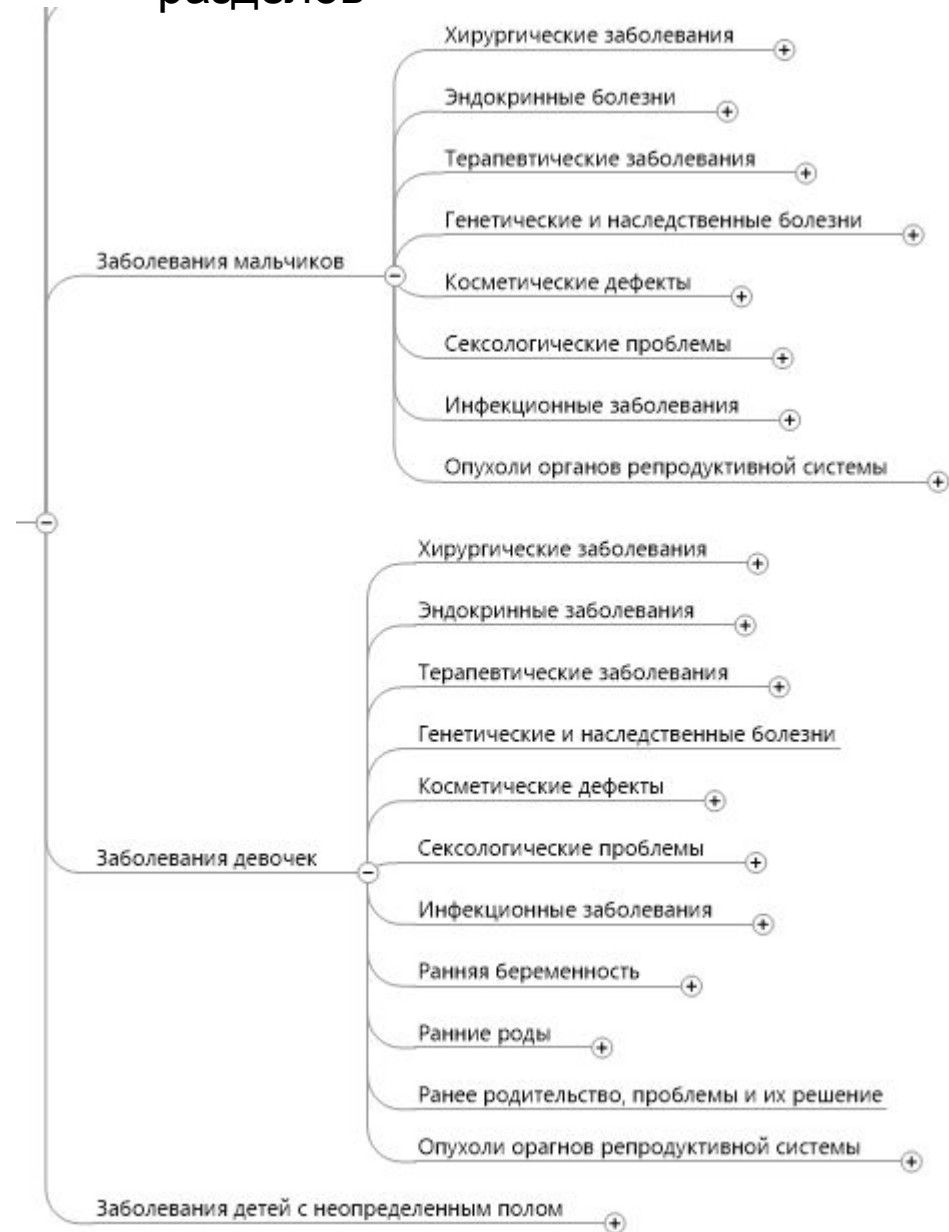 разделов
Хирургические заболевания
Эндокринные болезни
Терапевтические заболевания
Генетические и наследственные болезни
Заболевания мальчиков
Косметические дефекты
Сексологические проблемы
Инфекционные заболевания
Опухоли органов репродуктивной системы
Хирургические заболевания
Эндокринные заболевания
Терапевтические заболевания
Генетические и наследственные болезни
Косметические дефекты
Заболевания девочек
Сексологические проблемы
Инфекционные заболевания
Ранняя беременность
Ранние роды
Ранее родительство, проблемы и их решение
Опухоли орагнов репродуктивной системы
Заболевания детей с неопределенным полом